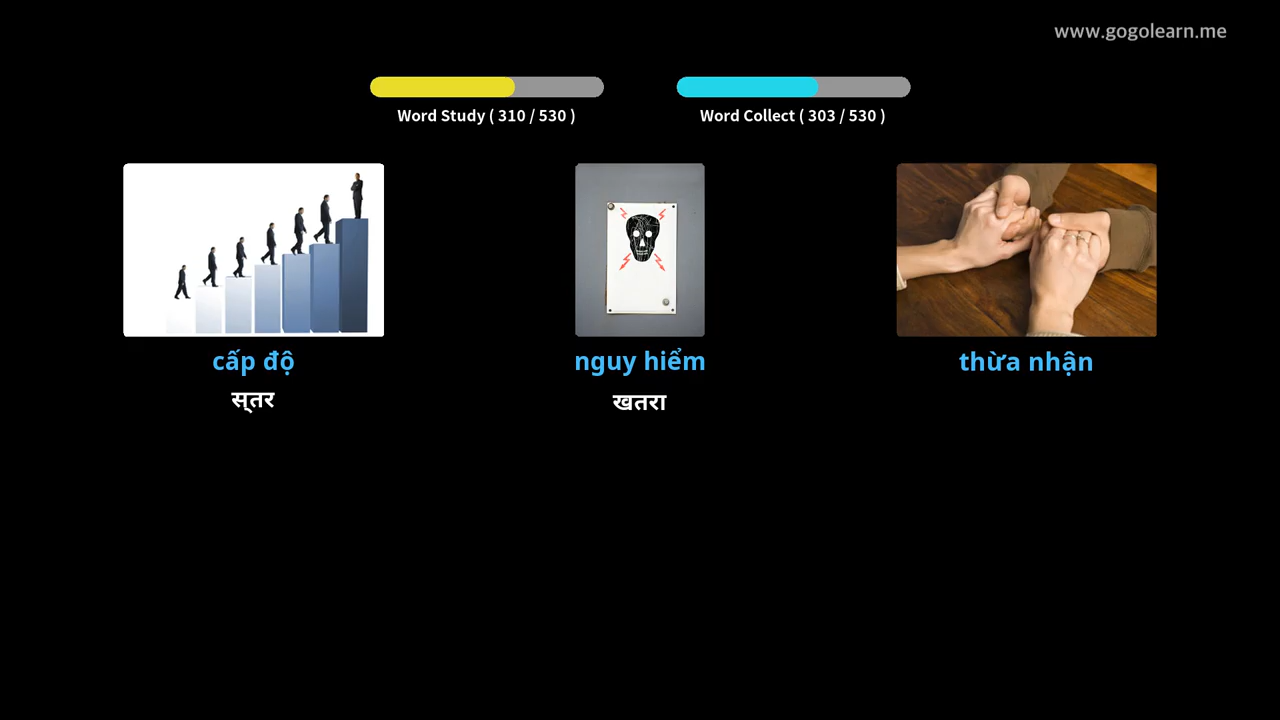 www.gogolearn.me
Word Study ( 310 / 530 )
Word Collect ( 303 / 530 )
cấp độ
nguy hiểm
thừa nhận
स्तर
खतरा